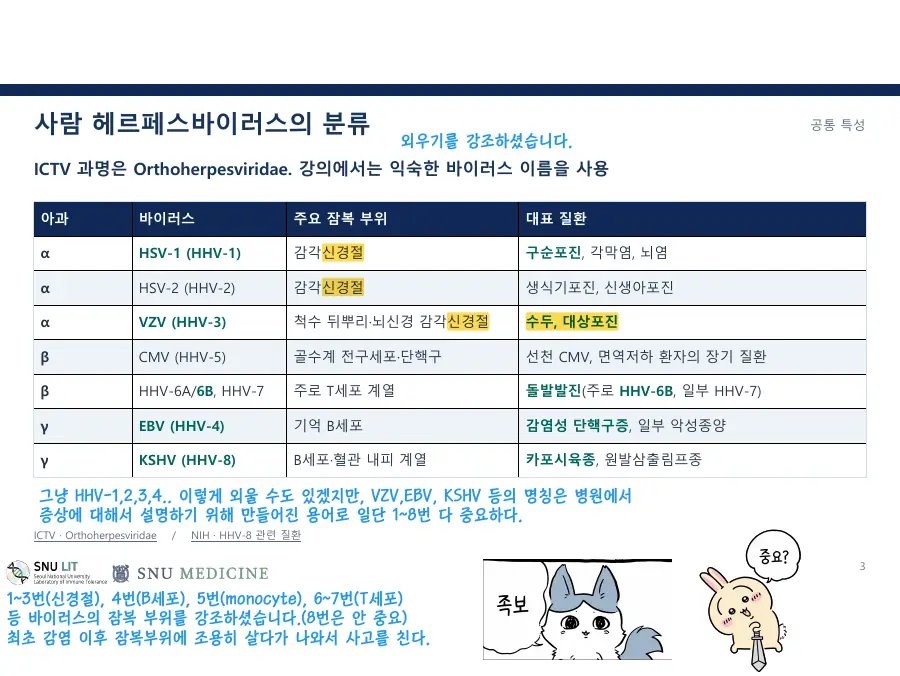 사람 헤르페스바이러스의 분류
공통 특성
외우기를 강조하셨습니다.
ICTV 과명은 Orthoherpesviridae. 강의에서는 익숙한 바이러스 이름을 사용
아과 바이러스 주요 잠복 부위 대표 질환
α HSV-1 (HHV-1) 감각신경절 구순포진, 각막염, 뇌염
α HSV-2 (HHV-2) 감각신경절 생식기포진, 신생아포진
α VZV (HHV-3) 척수 뒤뿌리·뇌신경 감각신경절 수두, 대상포진
β CMV (HHV-5) 골수계 전구세포·단핵구 선천 CMV, 면역저하 환자의 장기 질환
β HHV-6A/6B, HHV-7 주로 T세포 계열 돌발발진(주로 HHV-6B, 일부 HHV-7)
γ EBV (HHV-4) 기억 B세포 감염성 단핵구증, 일부 악성종양
γ KSHV (HHV-8) B세포·혈관 내피 계열 카포시육종, 원발삼출림프종
그냥 HHV-1,2,3,4.. 이렇게 외울 수도 있겠지만, VZV,EBV, KSHV 등의 명칭은 병원에서
증상에 대해서 설명하기 위해 만들어진 용어로 일단 1~8번 다 중요하다.
ICTV · Orthoherpesviridae / NIH · HHV-8 관련 질환
SNU LIT
Seoul National University
Laboratory of Immune Tolerance
SNU MEDICINE
1~3번(신경절), 4번(B세포), 5번(monocyte), 6~7번(T세포)
등 바이러스의 잠복 부위를 강조하셨습니다.(8번은 안 중요)
최초 감염 이후 잠복부위에 조용히 살다가 나와서 사고를 친다.
족보
중요?
3